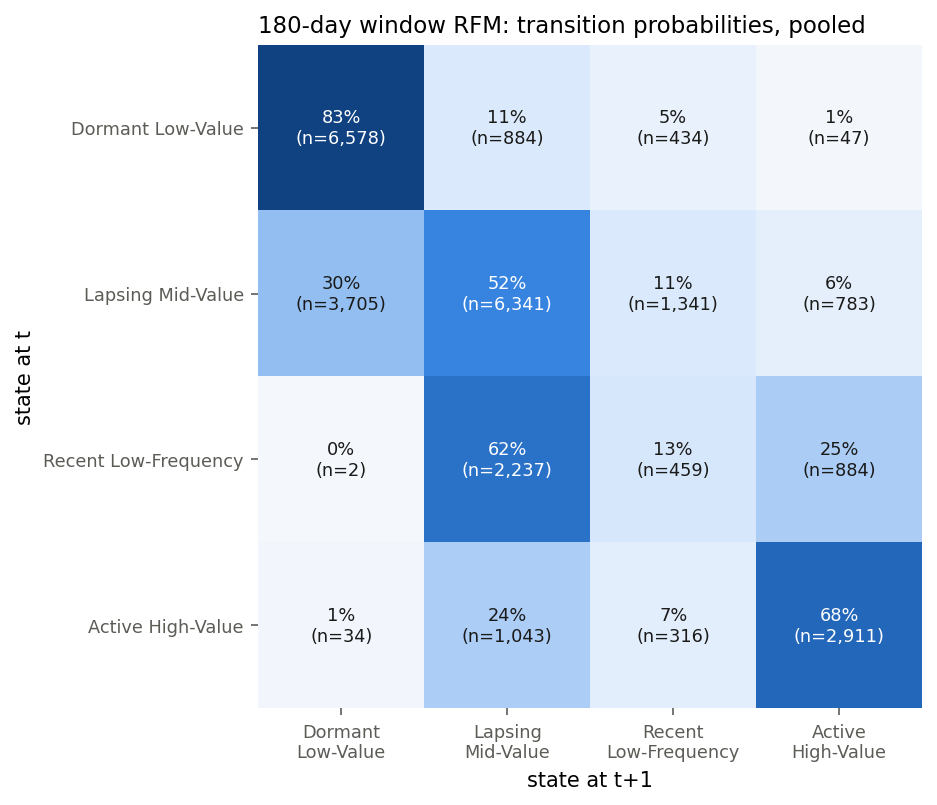 180-day window RFM: transition probabilities, pooled
state at t
Dormant Low-Value
83%
(n=6,578)
11%
(n=884)
5%
(n=434)
1%
(n=47)
Lapsing Mid-Value
30%
(n=3,705)
52%
(n=6,341)
11%
(n=1,341)
6%
(n=783)
Recent Low-Frequency
0%
(n=2)
62%
(n=2,237)
13%
(n=459)
25%
(n=884)
Active High-Value
1%
(n=34)
24%
(n=1,043)
7%
(n=316)
68%
(n=2,911)
Dormant
Low-Value
Lapsing
Mid-Value
Recent
Low-Frequency
Active
High-Value
state at t+1